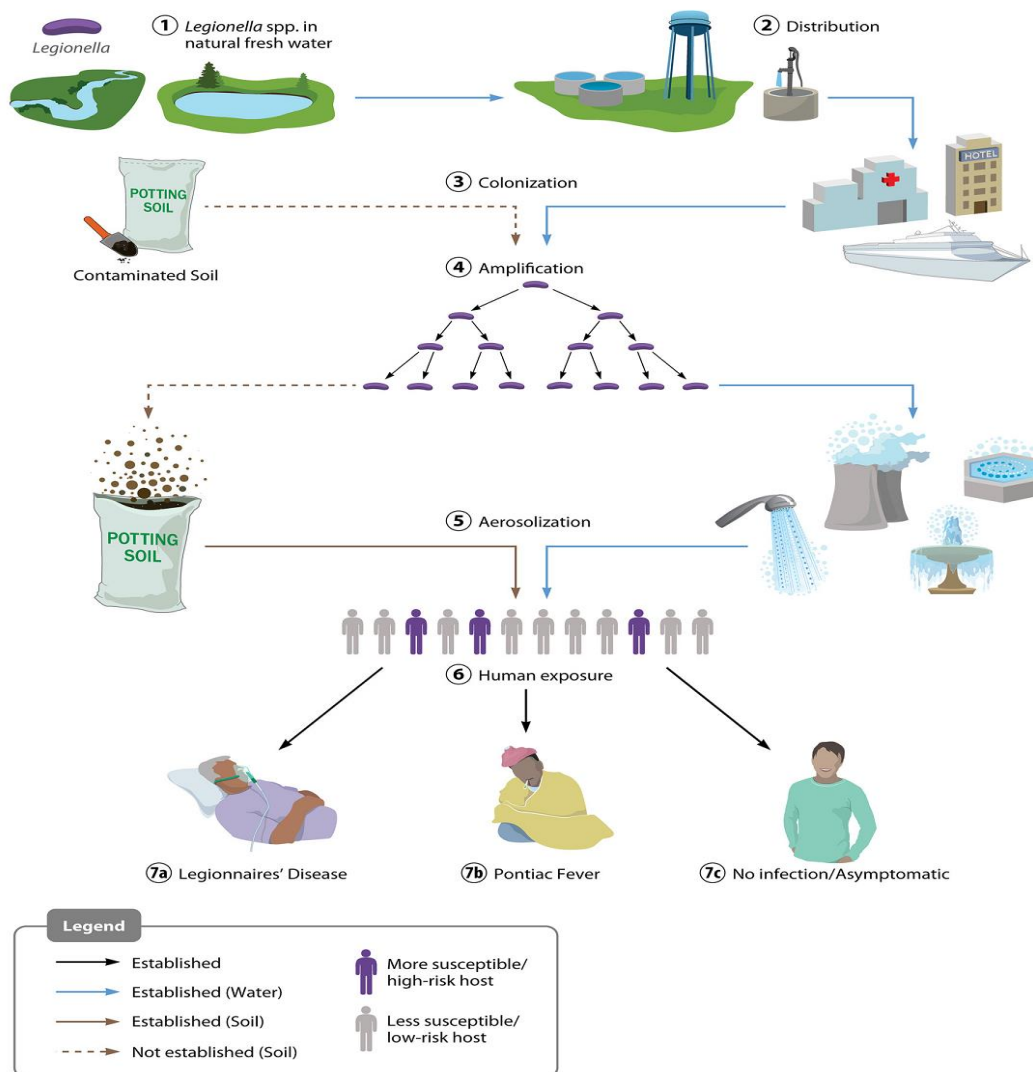 Legionella
1 Legionella spp. in
natural fresh water
2 Distribution
HOTEL
POTTING
SOIL
3 Colonization
Contaminated Soil
4 Amplification
POTTING
SOIL
5 Aerosolization
6 Human exposure
7a Legionnaires’ Disease
7b Pontiac Fever
7c No infection/Asymptomatic
Legend
Established
Established (Water)
Established (Soil)
Not established (Soil)
More susceptible/
high-risk host
Less susceptible/
low-risk host